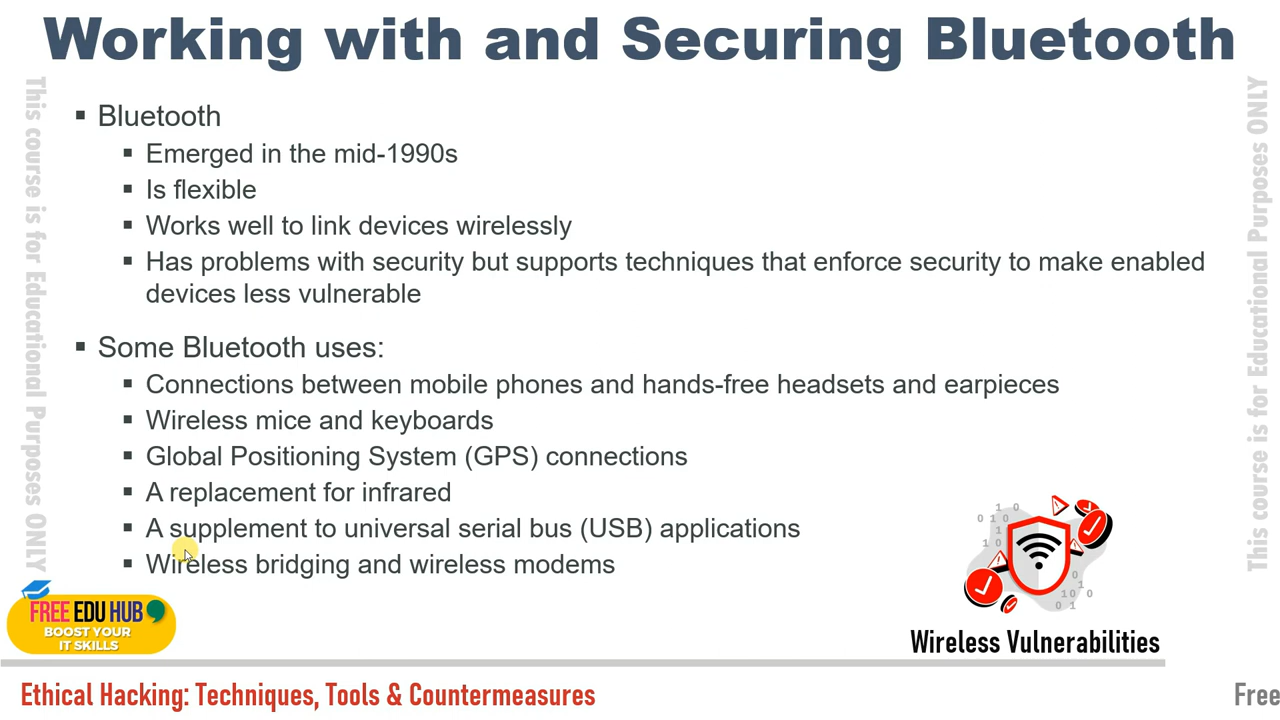 Working with and Securing Bluetooth
This course is for Educational Purposes ONLY
This course is for Educational Purposes ONLY
▪ Bluetooth
▪ Emerged in the mid-1990s
▪ Is flexible
▪ Works well to link devices wirelessly
▪ Has problems with security but supports techniques that enforce security to make enabled
devices less vulnerable
▪ Some Bluetooth uses:
▪ Connections between mobile phones and hands-free headsets and earpieces
▪ Wireless mice and keyboards
▪ Global Positioning System (GPS) connections
▪ A replacement for infrared
▪ A supplement to universal serial bus (USB) applications
▪ Wireless bridging and wireless modems
FREE EDU HUB
BOOST YOUR
IT SKILLS
Wireless Vulnerabilities
Ethical Hacking: Techniques, Tools & Countermeasures
Free